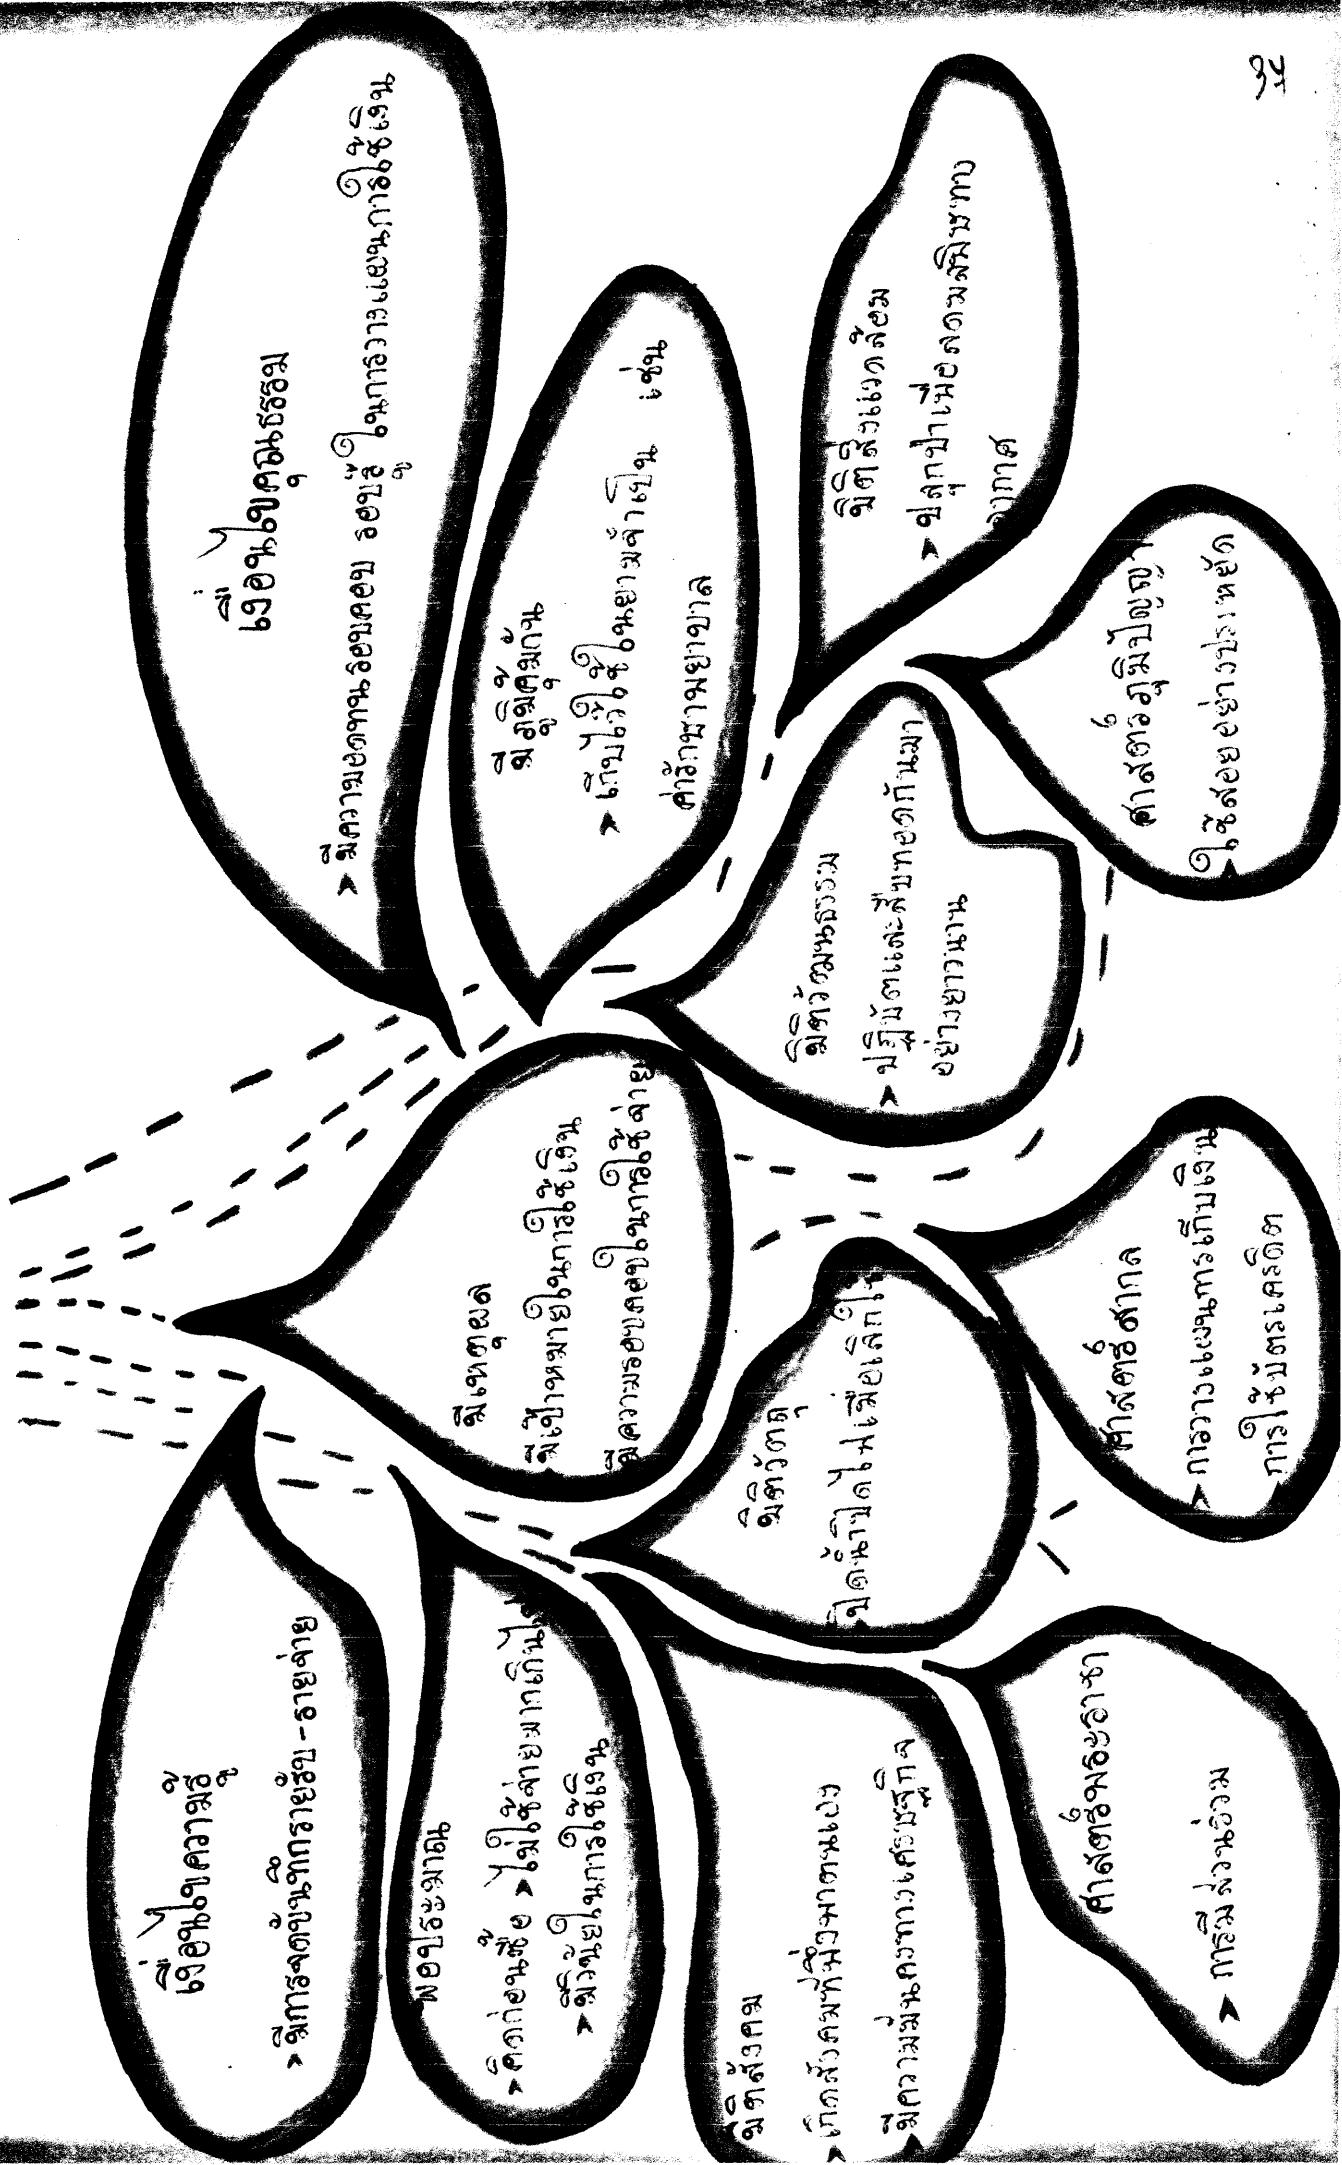 37
เงื่อนไขความรู้
> มีการจดบันทึกรายรับ - รายจ่าย
พอประมาณ
> คิดก่อนซื้อ > ไม่ใช้จ่ายมากเกินไป
> มีวินัยในการใช้เงิน
มิติสังคม
> เกิดสังคมที่พึ่งพาตนเอง
> มีความมั่นคงทางเศรษฐกิจ
ศาสตร์พระราชา
> การมีส่วนร่วม
มีเหตุผล
มีเป้าหมายในการใช้เงิน
มีความรอบคอบในการใช้จ่าย
มิติวัตถุ
> ปิดน้ำปิดไฟเมื่อเลิกใช้
ศาสตร์สากล
> การวางแผนการเก็บเงิน
> การใช้บัตรเครดิต
เงื่อนไขคุณธรรม
> มีความอดทนรอบคอบ รอบรู้ ในการวางแผนการใช้เงิน
มีภูมิคุ้มกัน
> เก็บไว้ใช้ในยามจำเป็น เช่น
ค่ารักษาพยาบาล
มิติวัฒนธรรม
> ปฏิบัติและสืบทอดกันมา
อย่างยาวนาน
มิติสิ่งแวดล้อม
> ปลูกป่าเพื่อลดมลพิษทาง
อากาศ
ศาสตร์ภูมิปัญญา
> ใช้สอยอย่างประหยัด